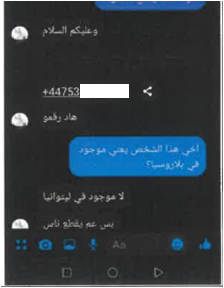 وعليكم السلام
+44753
هاد رقمو
اخي هذا الشخص يعني موجود
في بلاروسيا؟
لا موجود في ليتوانيا
بس عم يقطع ناس
Aa